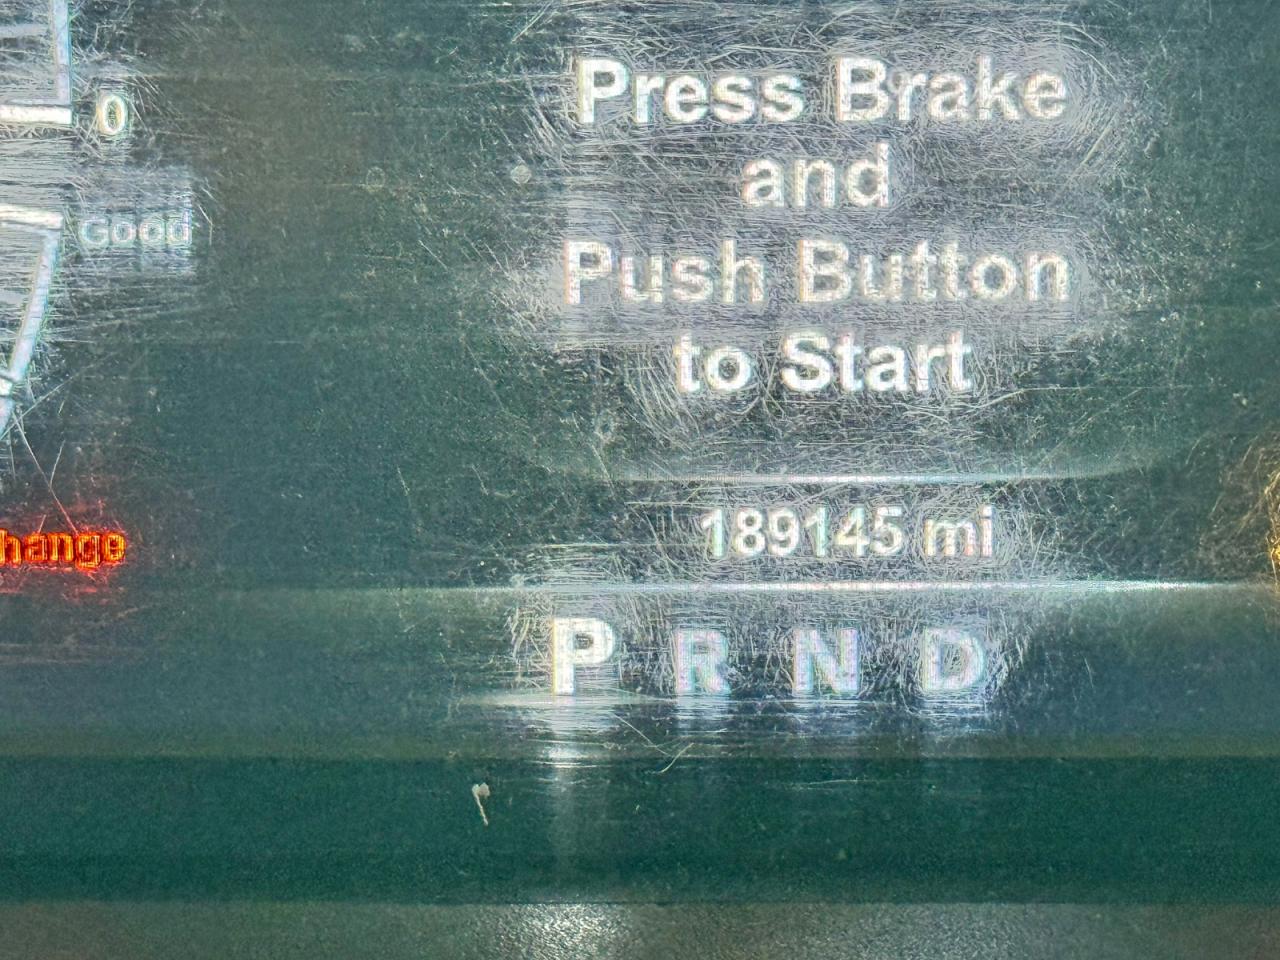 0
Good
Press Brake
and
Push Button
to Start
hange
189145 mi
P R N D